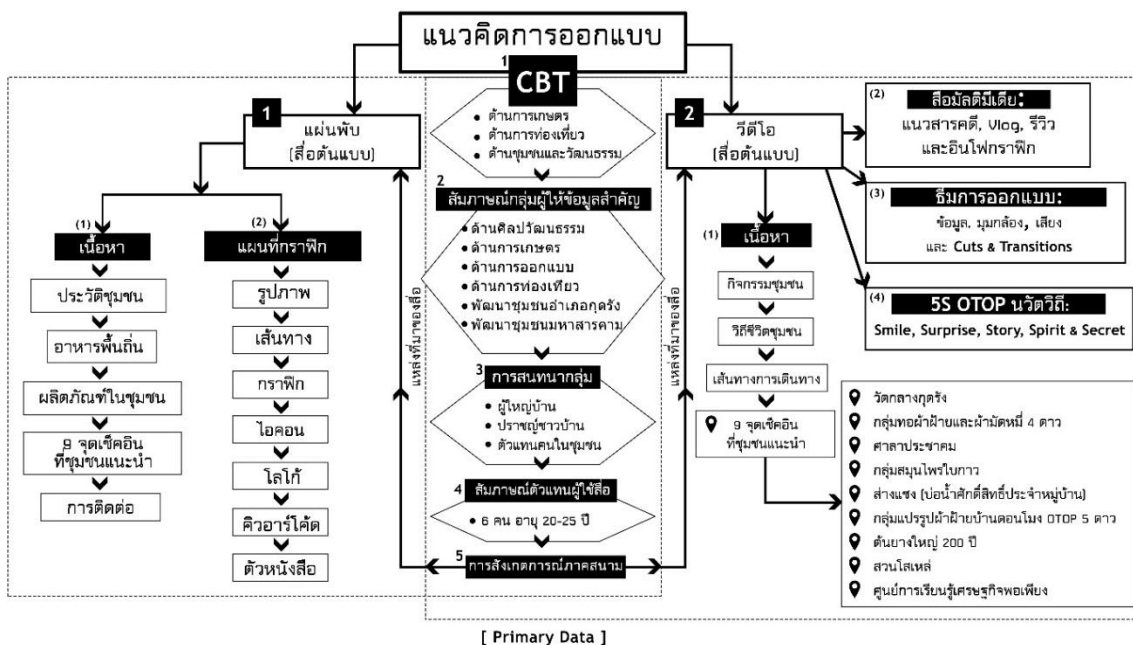 แนวคิดการออกแบบ
1
แผ่นพับ
(สื่อต้นแบบ)
(1)
เนื้อหา
ประวัติชุมชน
อาหารพื้นถิ่น
ผลิตภัณฑ์ในชุมชน
9 จุดเช็คอิน
ที่ชุมชนแนะนำ
การติดต่อ
(2)
แผนที่กราฟิก
รูปภาพ
เส้นทาง
กราฟิก
ไอคอน
โลโก้
คิวอาร์โค้ด
ตัวหนังสือ
แหล่งที่มาของสื่อ
1
CBT
• ด้านการเกษตร
• ด้านการท่องเที่ยว
• ด้านชุมชนและวัฒนธรรม
2
สัมภาษณ์กลุ่มผู้ให้ข้อมูลสำคัญ
• ด้านศิลปวัฒนธรรม
• ด้านการเกษตร
• ด้านการออกแบบ
• ด้านการท่องเที่ยว
• พัฒนาชุมชนอำเภอกุดรัง
• พัฒนาชุมชนมหาสารคาม
3
การสนทนากลุ่ม
• ผู้ใหญ่บ้าน
• ปราชญ์ชาวบ้าน
• ตัวแทนคนในชุมชน
4
สัมภาษณ์ตัวแทนผู้ใช้สื่อ
• 6 คน อายุ 20-25 ปี
5
การสังเกตการณ์ภาคสนาม
แหล่งที่มาของสื่อ
2
วีดีโอ
(สื่อต้นแบบ)
(1)
เนื้อหา
กิจกรรมชุมชน
วิถีชีวิตชุมชน
เส้นทางการเดินทาง
9 จุดเช็คอิน
ที่ชุมชนแนะนำ
(2)
สื่อมัลติมีเดีย:
แนวสารคดี, Vlog, รีวิว
และอินโฟกราฟิก
(3)
ธีมการออกแบบ:
ข้อมูล, มุมกล้อง, เสียง
และ Cuts & Transitions
(4)
5S OTOP นวัตวิถี:
Smile, Surprise, Story, Spirit & Secret
วัดกลางกุดรัง
กลุ่มทอผ้าฝ้ายและผ้ามัดหมี่ 4 ดาว
ศาลาประชาคม
กลุ่มสมุนไพรใบกาว
ส่างแซง (บ่อน้ำศักดิ์สิทธิ์ประจำหมู่บ้าน)
กลุ่มแปรรูปผ้าฝ้ายบ้านดอนโมง OTOP 5 ดาว
ต้นยางใหญ่ 200 ปี
สวนโสเหล่
ศูนย์การเรียนรู้เศรษฐกิจพอเพียง
[ Primary Data ]